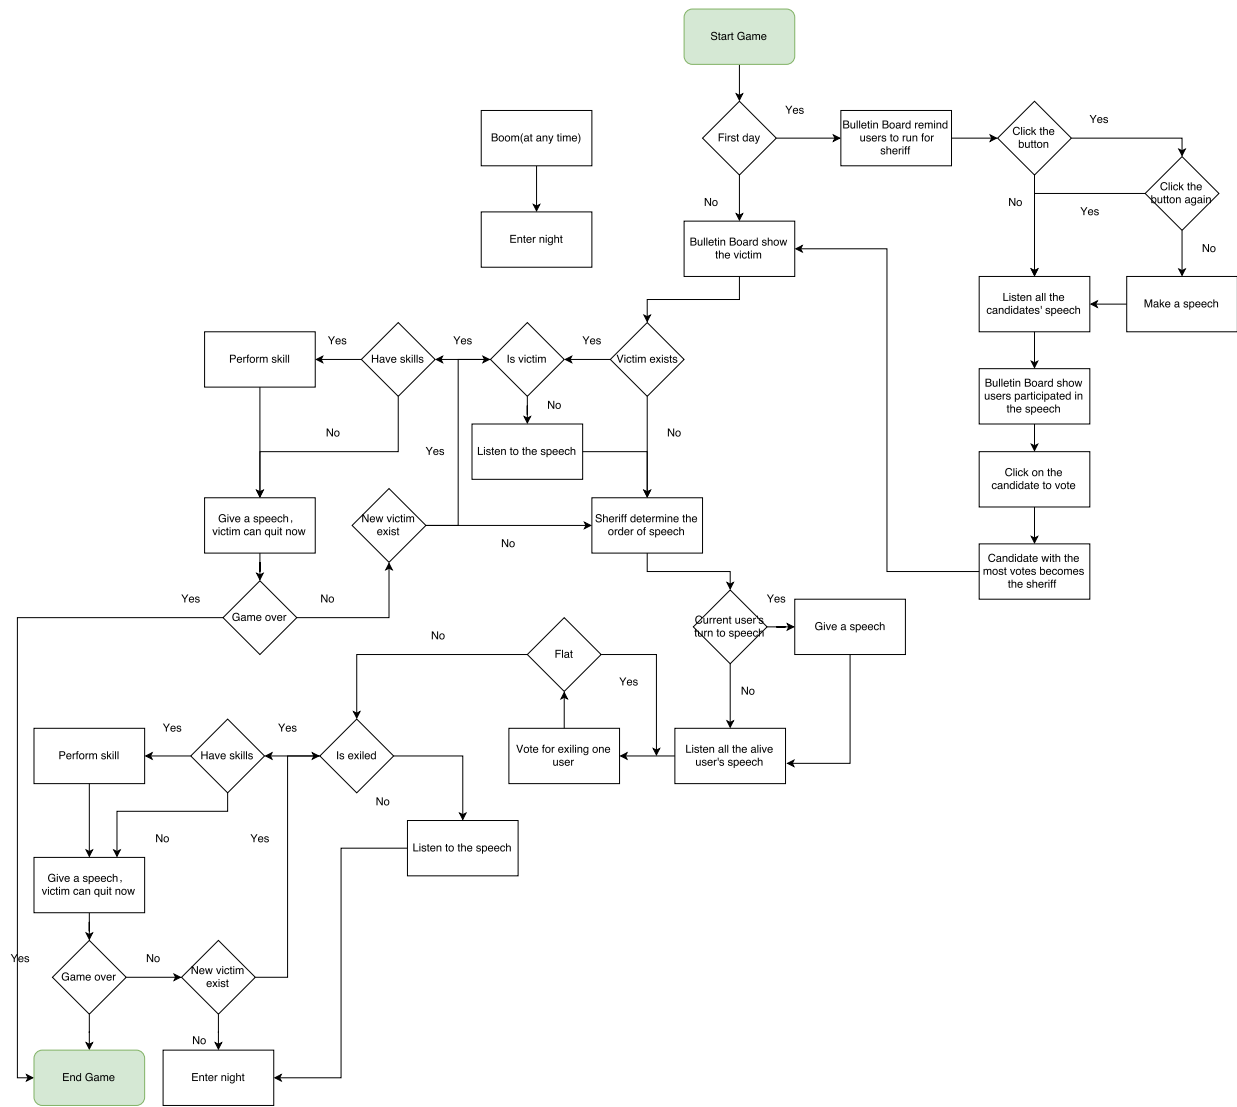 Start Game
Boom(at any time)
Enter night
First day
Yes
No
Bulletin Board remind
users to run for
sheriff
Click the
button
Yes
No
Click the
button again
Yes
No
Make a speech
Listen all the
candidates' speech
Bulletin Board show
users participated in
the speech
Click on the
candidate to vote
Candidate with the
most votes becomes
the sheriff
Bulletin Board show
the victim
Victim exists
Yes
No
Is victim
Yes
No
Listen to the speech
Have skills
Yes
No
Perform skill
Give a speech,
victim can quit now
Game over
Yes
No
New victim
exist
Yes
No
Sheriff determine the
order of speech
Current user's
turn to speech
Yes
No
Give a speech
Listen all the alive
user's speech
Vote for exiling one
user
Flat
Yes
No
Is exiled
Yes
No
Listen to the speech
Have skills
Yes
No
Perform skill
Give a speech,
victim can quit now
Game over
Yes
No
New victim
exist
Yes
No
End Game
Enter night